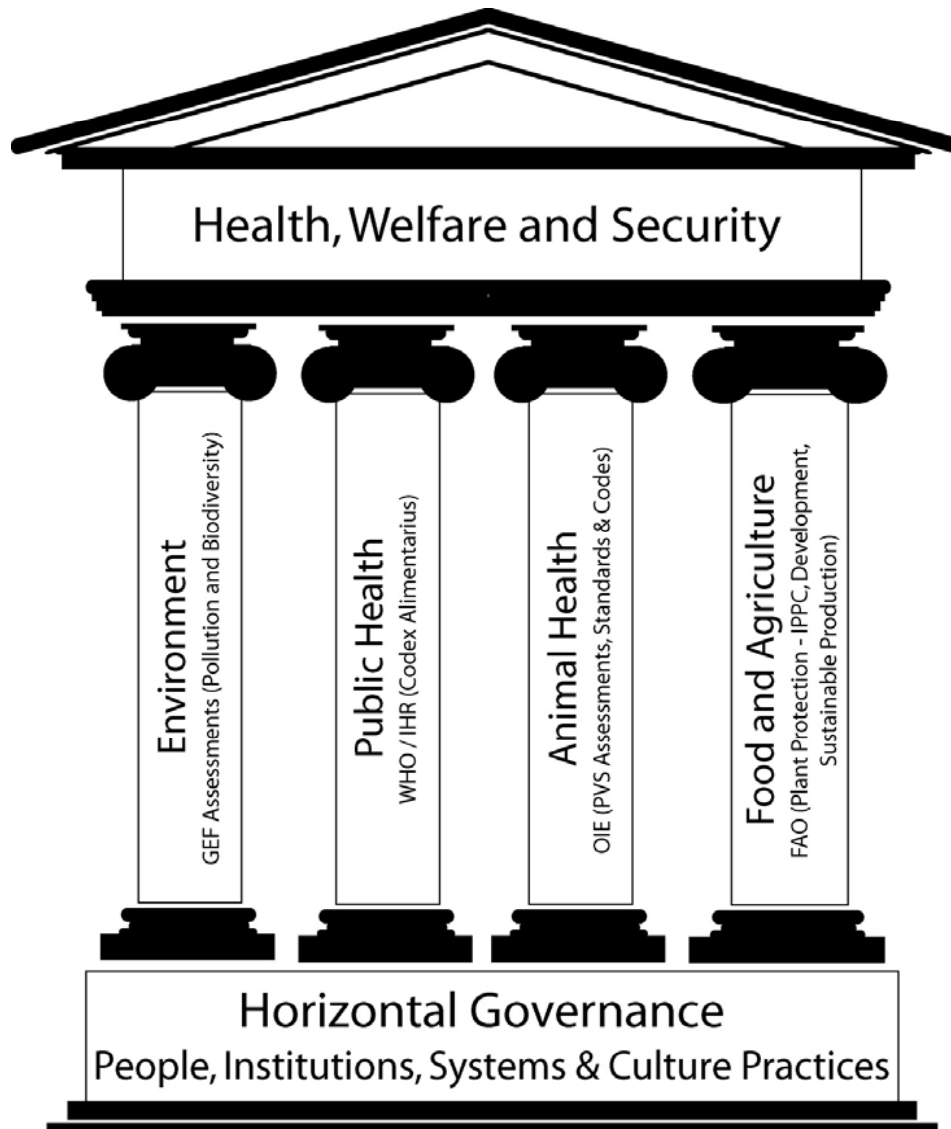 Health, Welfare and Security
Environment
GEF Assessments (Pollution and Biodiversity)
Public Health
WHO / IHR (Codex Alimentarius)
Animal Health
OIE (PVS Assessments, Standards & Codes)
Food and Agriculture
FAO (Plant Protection - IPPC, Development,
Sustainable Production)
Horizontal Governance
People, Institutions, Systems & Culture Practices